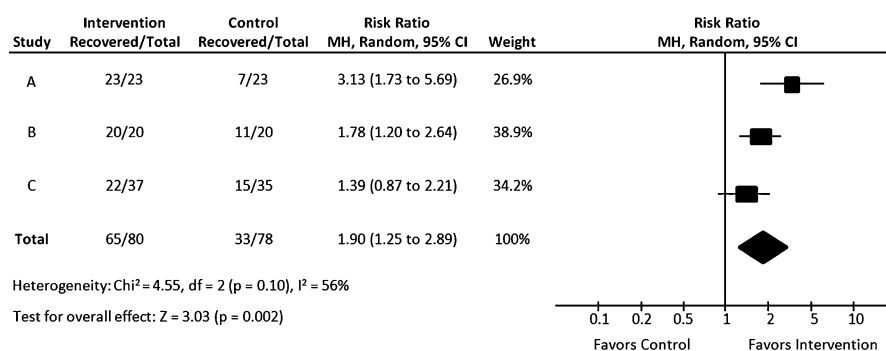 Intervention Control Risk Ratio Risk Ratio
Study Recovered/Total Recovered/Total MH, Random, 95% CI Weight MH, Random, 95% CI
A 23/23 7/23 3.13 (1.73 to 5.69) 26.9%
B 20/20 11/20 1.78 (1.20 to 2.64) 38.9%
C 22/37 15/35 1.39 (0.87 to 2.21) 34.2%
Total 65/80 33/78 1.90 (1.25 to 2.89) 100%
Heterogeneity: Chi² = 4.55, df = 2 (p = 0.10), I² = 56%
Test for overall effect: Z = 3.03 (p = 0.002)
0.1 0.2 0.5 1 2 5 10
Favors Control Favors Intervention